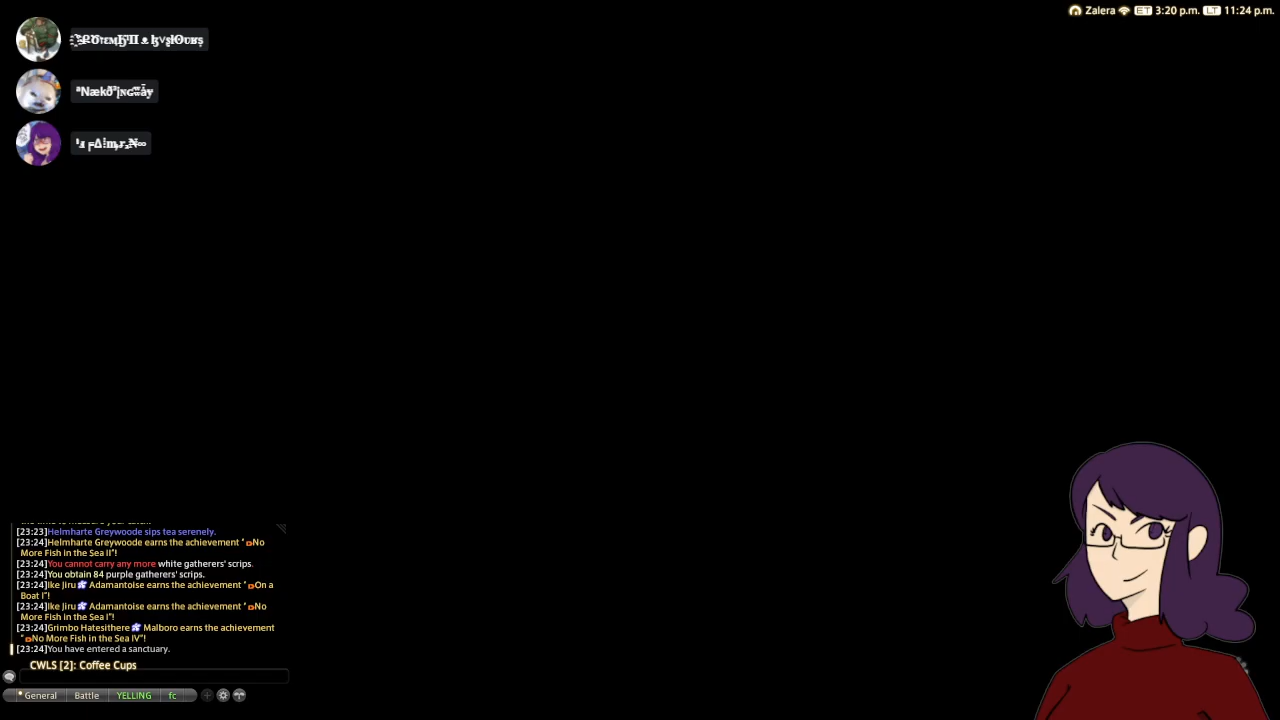 Zalera ET 3:20 p.m. LT 11:24 p.m.
[23:23]Helmharte Greywoode sips tea serenely.
[23:24]Helmharte Greywoode earns the achievement "No
More Fish in the Sea II"!
[23:24]You cannot carry any more white gatherers' scrips.
[23:24]You obtain 84 purple gatherers' scrips.
[23:24]Ike Jiru Adamantoise earns the achievement "On a
Boat I"!
[23:24]Ike Jiru Adamantoise earns the achievement "No
More Fish in the Sea I"!
[23:24]Grimbo Hatesithere Malboro earns the achievement
"No More Fish in the Sea IV"!
[23:24]You have entered a sanctuary.
CWLS [2]: Coffee Cups
General Battle YELLING fc